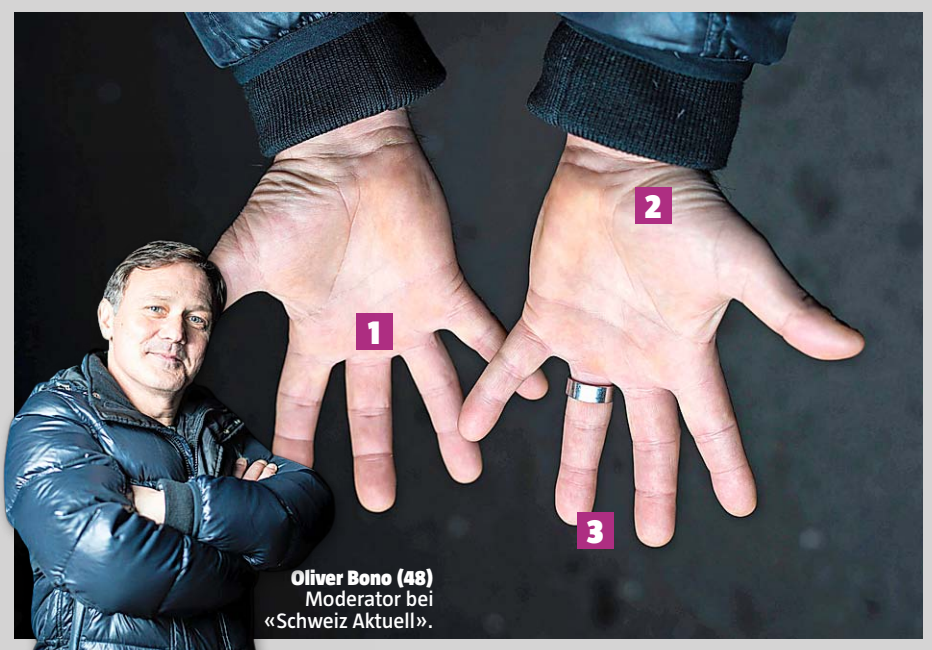 1
2
3
Oliver Bono (48)
Moderator bei
«Schweiz Aktuell».